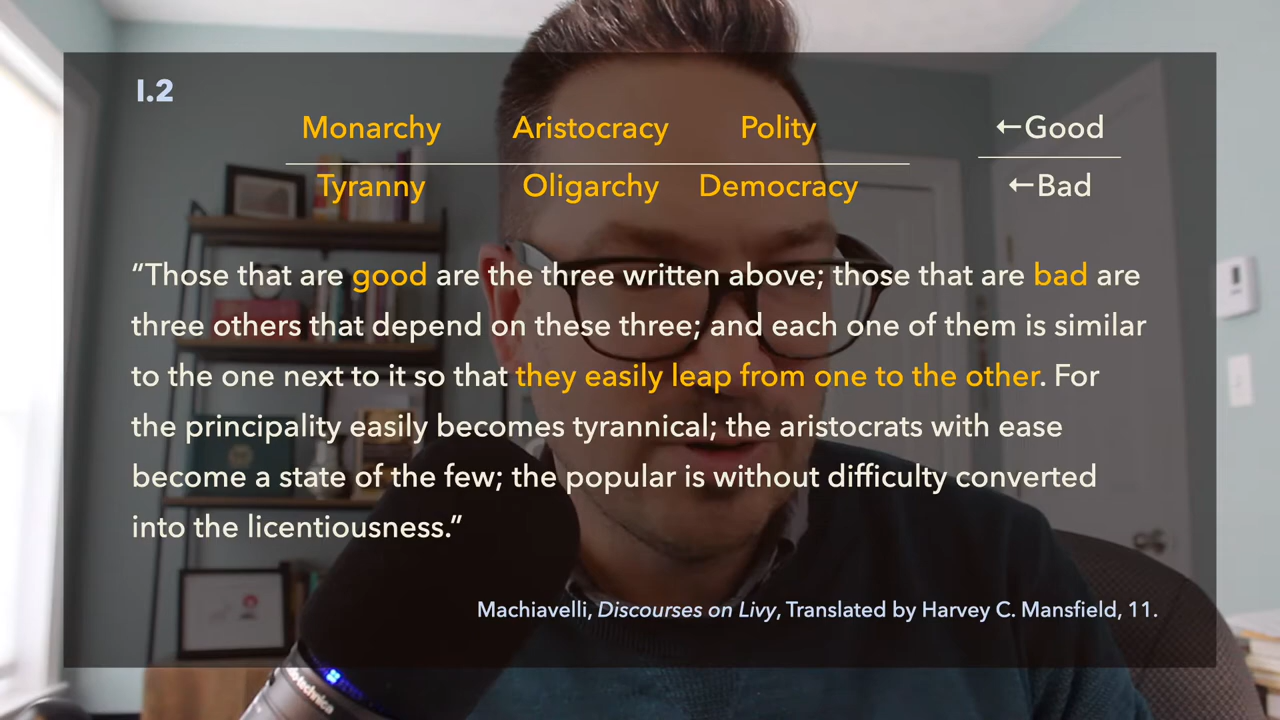 I.2
Monarchy Aristocracy Polity ←Good
Tyranny Oligarchy Democracy ←Bad
“Those that are good are the three written above; those that are bad are
three others that depend on these three; and each one of them is similar
to the one next to it so that they easily leap from one to the other. For
the principality easily becomes tyrannical; the aristocrats with ease
become a state of the few; the popular is without difficulty converted
into the licentiousness.”
Machiavelli, Discourses on Livy, Translated by Harvey C. Mansfield, 11.
audio-technica